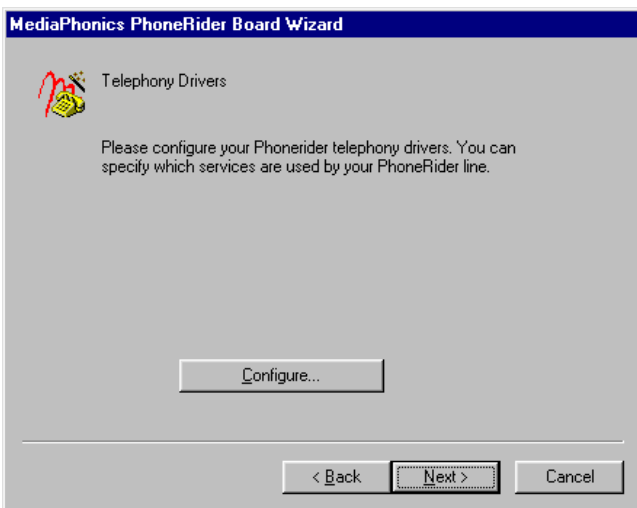 MediaPhonics PhoneRider Board Wizard
Telephony Drivers
Please configure your Phonerider telephony drivers. You can
specify which services are used by your PhoneRider line.
Configure...
< Back
Next >
Cancel